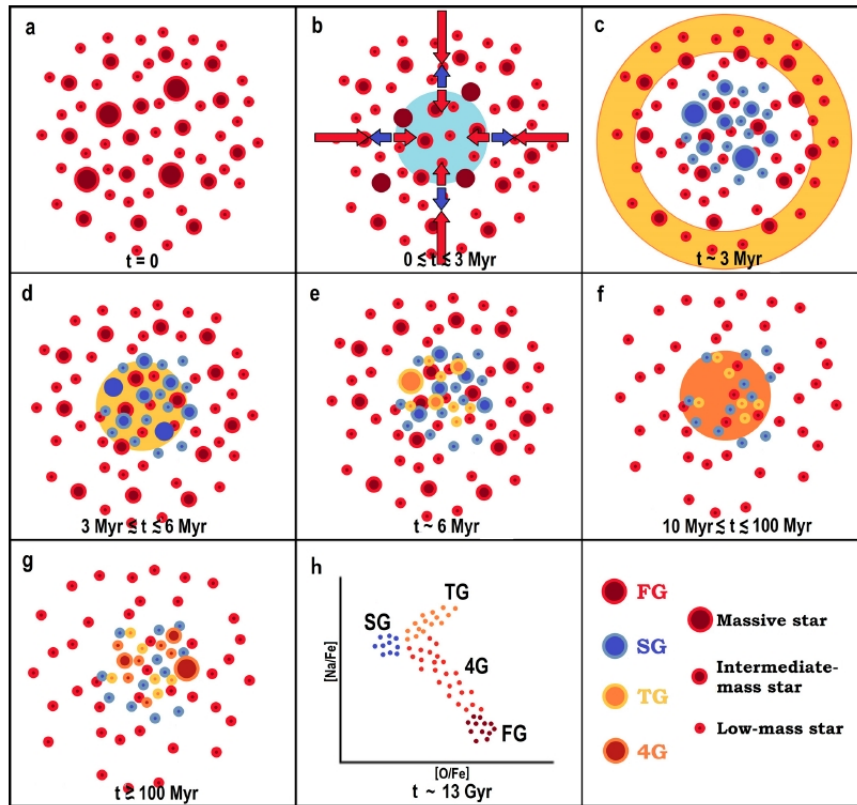 a
t = 0
b
0 ≲ t ≲ 3 Myr
c
t ~ 3 Myr
d
3 Myr ≲ t ≲ 6 Myr
e
t ~ 6 Myr
f
10 Myr ≲ t ≲ 100 Myr
g
t ≳ 100 Myr
h
[Na/Fe]
SG
TG
4G
FG
[O/Fe]
t ~ 13 Gyr
FG
SG
TG
4G
Massive star
Intermediate-
mass star
Low-mass star